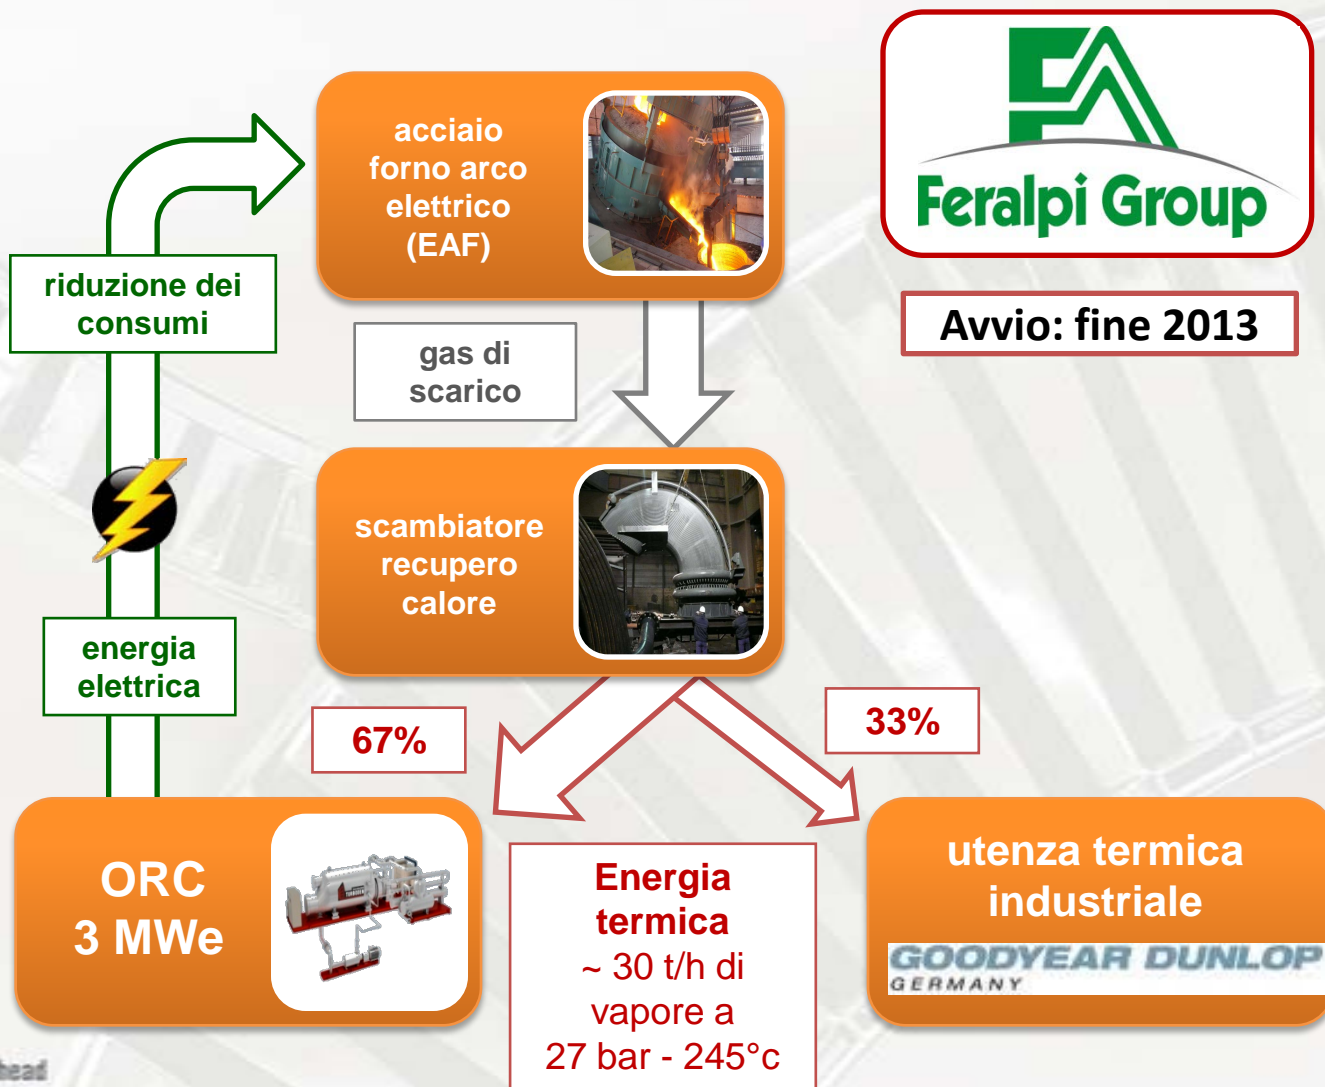 acciaio
forno arco
elettrico
(EAF)
Feralpi Group
Avvio: fine 2013
riduzione dei
consumi
gas di
scarico
scambiatore
recupero
calore
energia
elettrica
67%
33%
ORC
3 MWe
Energia
termica
~ 30 t/h di
vapore a
27 bar - 245°c
utenza termica
industriale
GOODYEAR DUNLOP
GERMANY
head